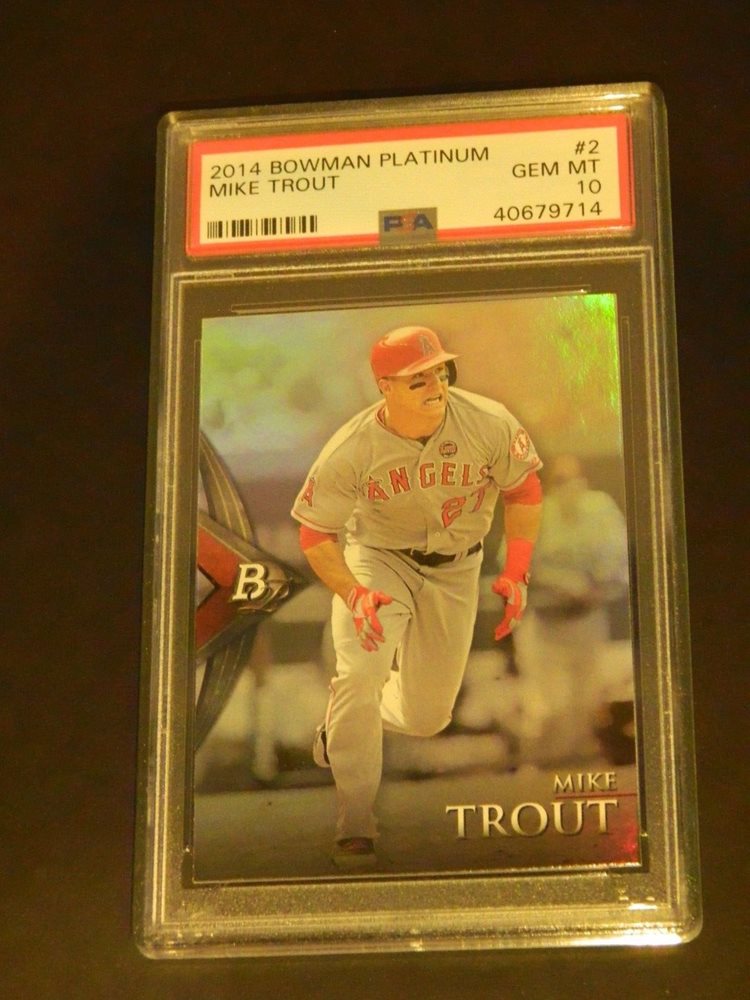 2014 BOWMAN PLATINUM #2
MIKE TROUT GEM MT
10
PSA 40679714
A
ANGELS
27
A
A
B
MIKE
TROUT